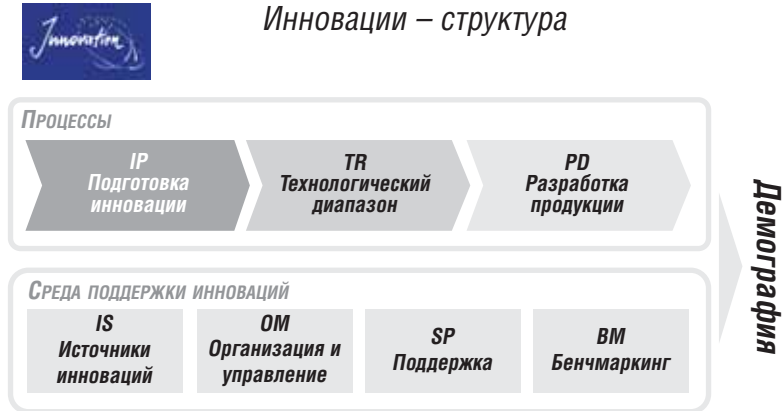 Innovation
Инновации – структура
Процессы
IP
Подготовка
инновации
TR
Технологический
диапазон
PD
Разработка
продукции
Демография
Среда поддержки инноваций
IS
Источники
инноваций
OM
Организация и
управление
SP
Поддержка
BM
Бенчмаркинг